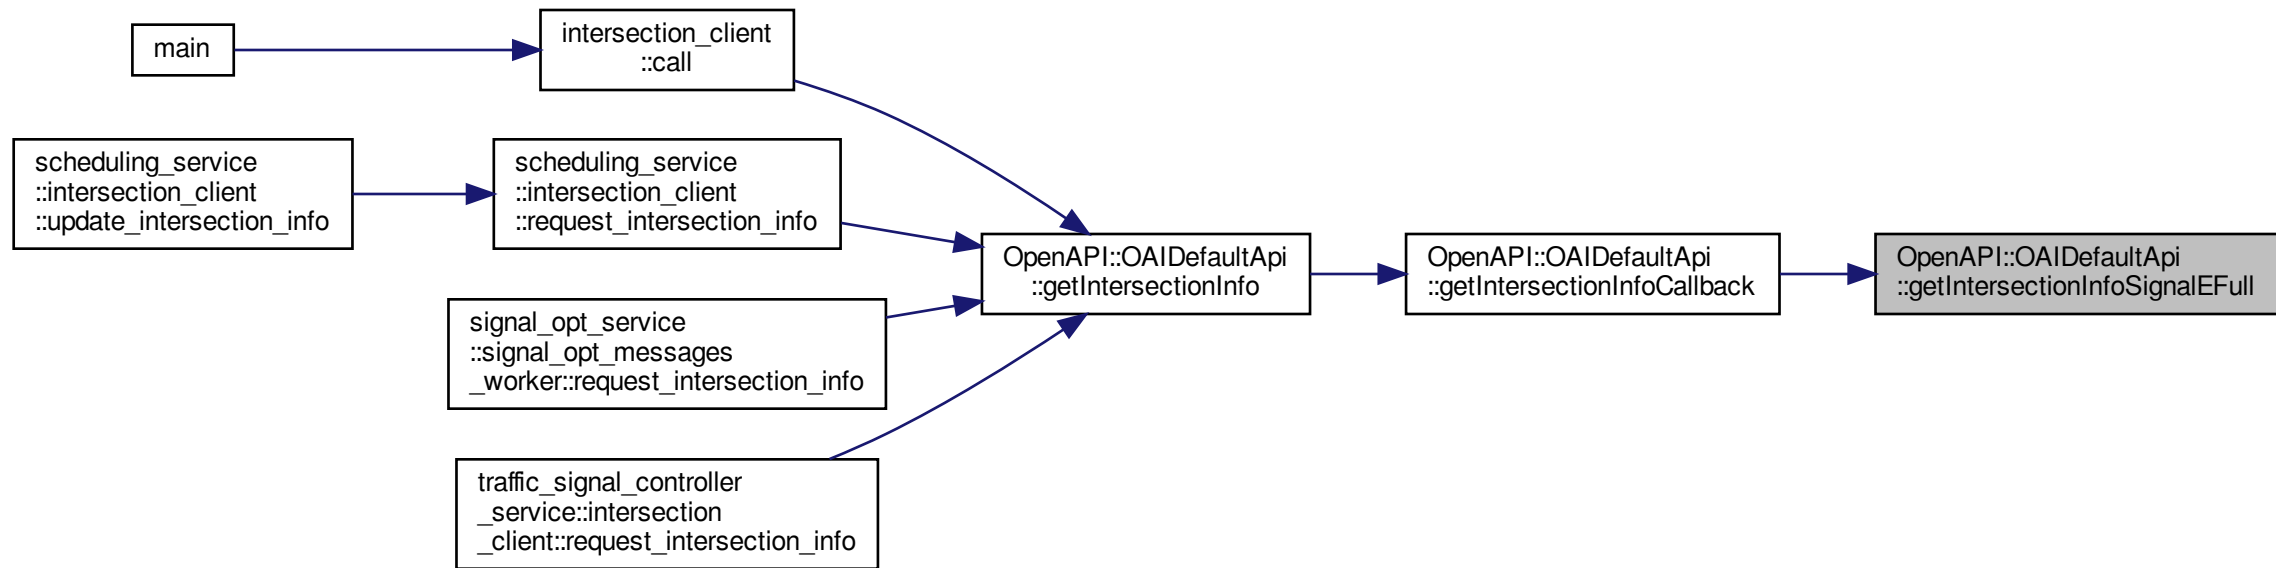 main
intersection_client
::call
scheduling_service
::intersection_client
::update_intersection_info
scheduling_service
::intersection_client
::request_intersection_info
signal_opt_service
::signal_opt_messages
_worker::request_intersection_info
traffic_signal_controller
_service::intersection
_client::request_intersection_info
OpenAPI::OAIDefaultApi
::getIntersectionInfo
OpenAPI::OAIDefaultApi
::getIntersectionInfoCallback
OpenAPI::OAIDefaultApi
::getIntersectionInfoSignalEFull